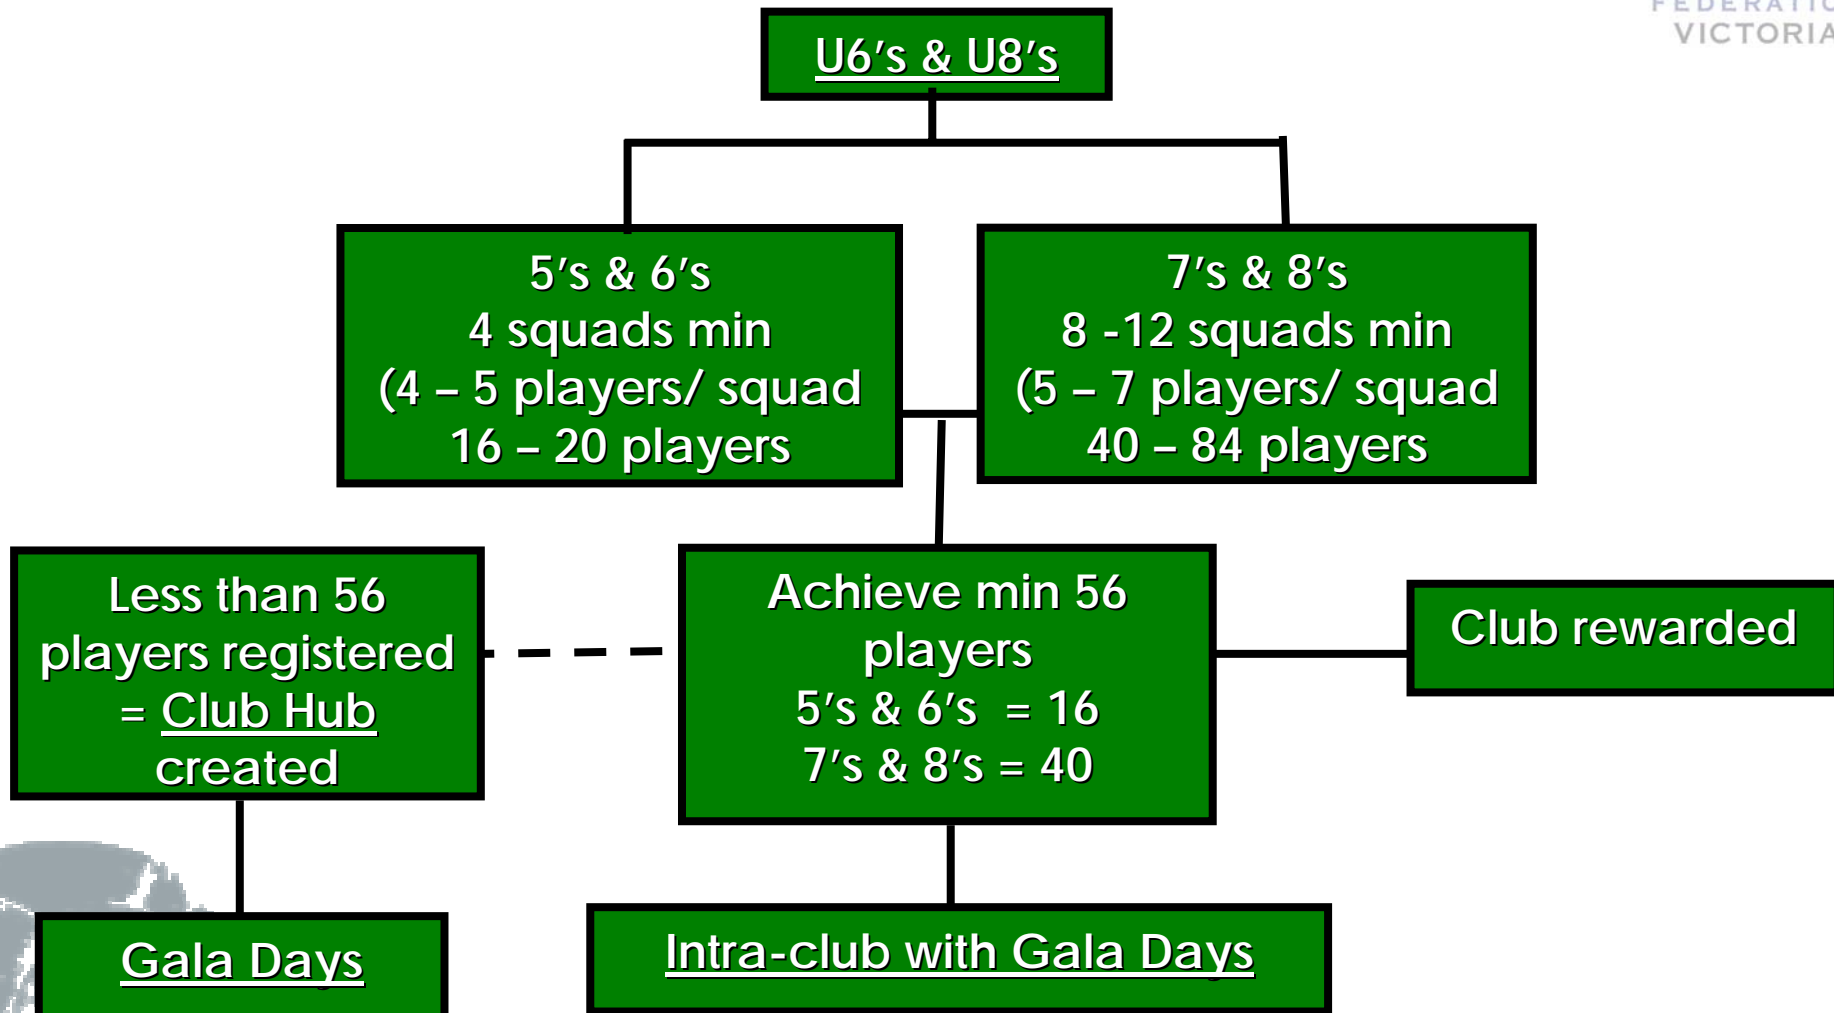 FEDERATIO
VICTORIA
U6's & U8's
5's & 6's
4 squads min
(4 – 5 players/ squad
16 – 20 players
7's & 8's
8 -12 squads min
(5 – 7 players/ squad
40 – 84 players
Less than 56
players registered
= Club Hub
created
Achieve min 56
players
5's & 6's = 16
7's & 8's = 40
Club rewarded
Gala Days
Intra-club with Gala Days